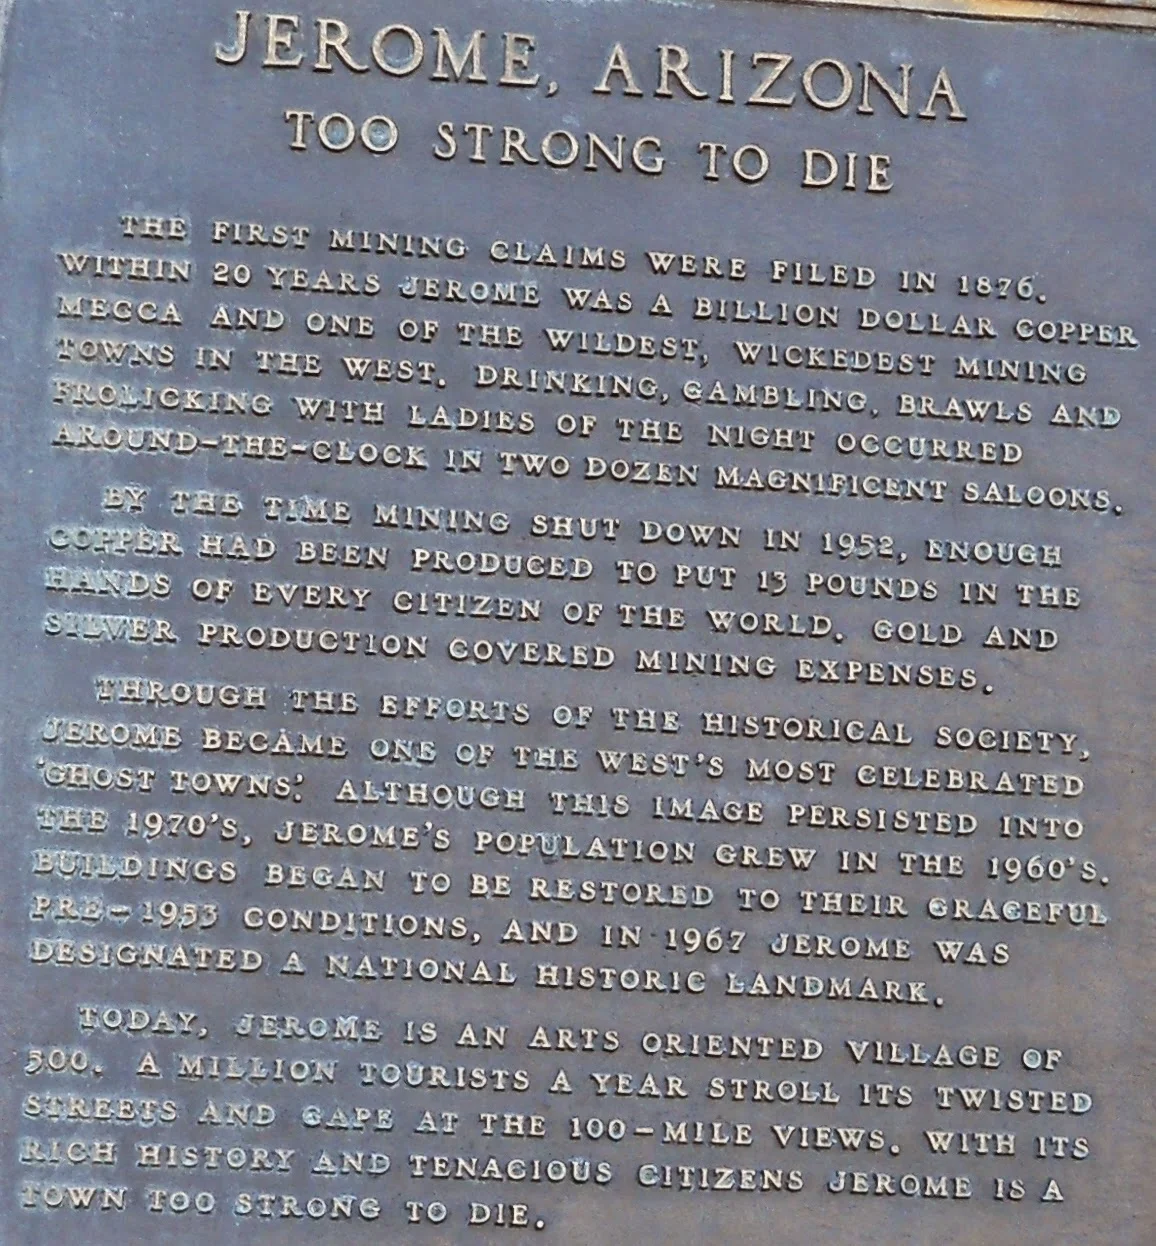 JEROME, ARIZONA
TOO STRONG TO DIE
THE FIRST MINING CLAIMS WERE FILED IN 1876.
WITHIN 20 YEARS JEROME WAS A BILLION DOLLAR COPPER
MECCA AND ONE OF THE WILDEST, WICKEDEST MINING
TOWNS IN THE WEST. DRINKING, GAMBLING, BRAWLS AND
FROLICKING WITH LADIES OF THE NIGHT OCCURRED
AROUND-THE-CLOCK IN TWO DOZEN MAGNIFICENT SALOONS.
BY THE TIME MINING SHUT DOWN IN 1952, ENOUGH
COPPER HAD BEEN PRODUCED TO PUT 13 POUNDS IN THE
HANDS OF EVERY CITIZEN OF THE WORLD. GOLD AND
SILVER PRODUCTION COVERED MINING EXPENSES.
THROUGH THE EFFORTS OF THE HISTORICAL SOCIETY,
JEROME BECAME ONE OF THE WEST'S MOST CELEBRATED
'GHOST TOWNS.' ALTHOUGH THIS IMAGE PERSISTED INTO
THE 1970'S, JEROME'S POPULATION GREW IN THE 1960'S.
BUILDINGS BEGAN TO BE RESTORED TO THEIR GRACEFUL
PRE-1953 CONDITIONS, AND IN 1967 JEROME WAS
DESIGNATED A NATIONAL HISTORIC LANDMARK.
TODAY, JEROME IS AN ARTS ORIENTED VILLAGE OF
500. A MILLION TOURISTS A YEAR STROLL ITS TWISTED
STREETS AND GAPE AT THE 100-MILE VIEWS. WITH ITS
RICH HISTORY AND TENACIOUS CITIZENS JEROME IS A
TOWN TOO STRONG TO DIE.